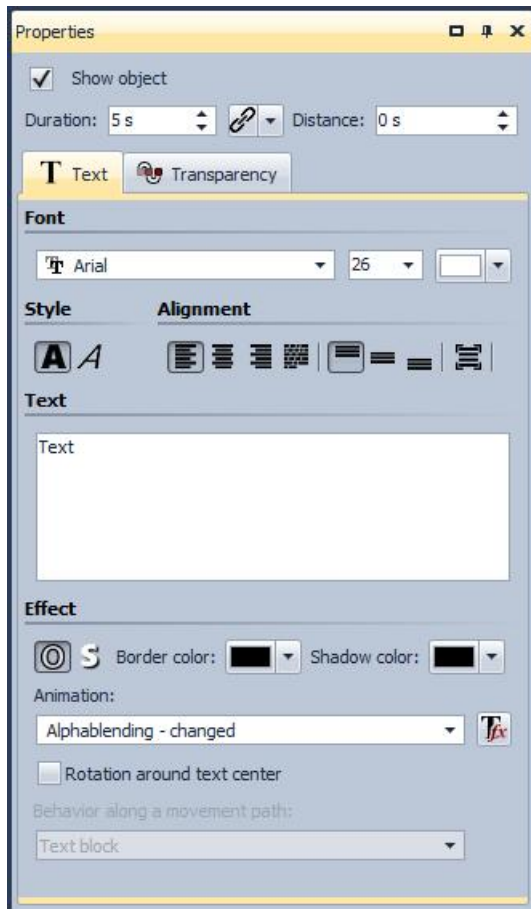 Properties
Show object
Duration: 5 s Distance: 0 s
Text Transparency
Font
Arial 26
Style Alignment
A A
Text
Text
Effect
O S Border color: Shadow color:
Animation:
Alphablending - changed Tfx
Rotation around text center
Behavior along a movement path:
Text block